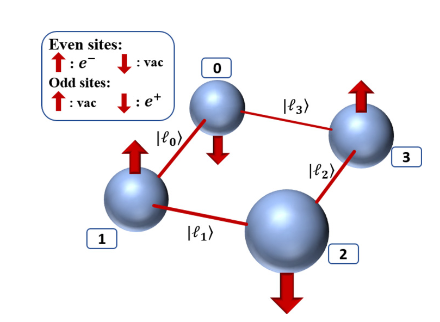 Even sites:
: e⁻ : vac
Odd sites:
: vac : e⁺
0
|ℓ₃⟩
|ℓ₀⟩
3
|ℓ₂⟩
1
|ℓ₁⟩
2